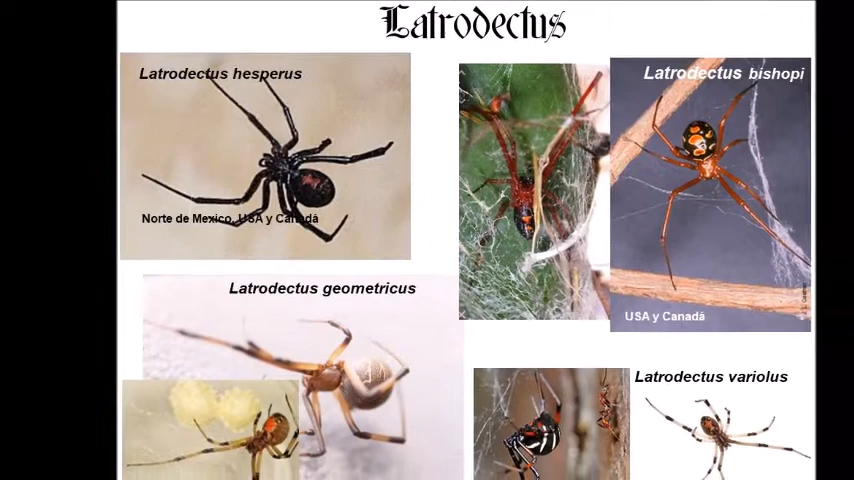 Latrodectus
Latrodectus hesperus
Norte de Mexico, USA y Canadá
Latrodectus bishopi
USA y Canadá
Latrodectus geometricus
Latrodectus variolus